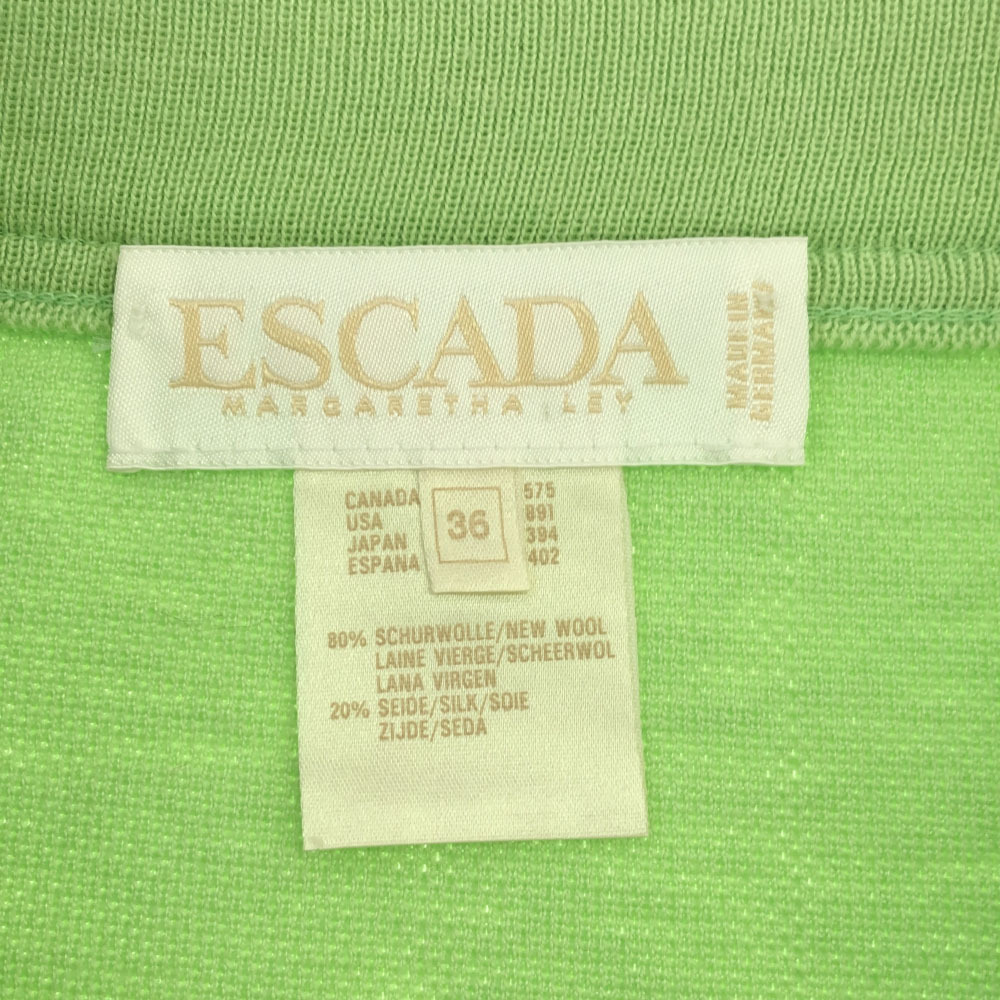 ESCADA
MARGARETHA LEY
MADE IN
GERMANY
36
CANADA 575
USA 891
JAPAN 394
ESPANA 402
80% SCHURWOLLE/NEW WOOL
LAINE VIERGE/SCHEERWOL
LANA VIRGEN
20% SEIDE/SILK/SOIE
ZIJDE/SEDA